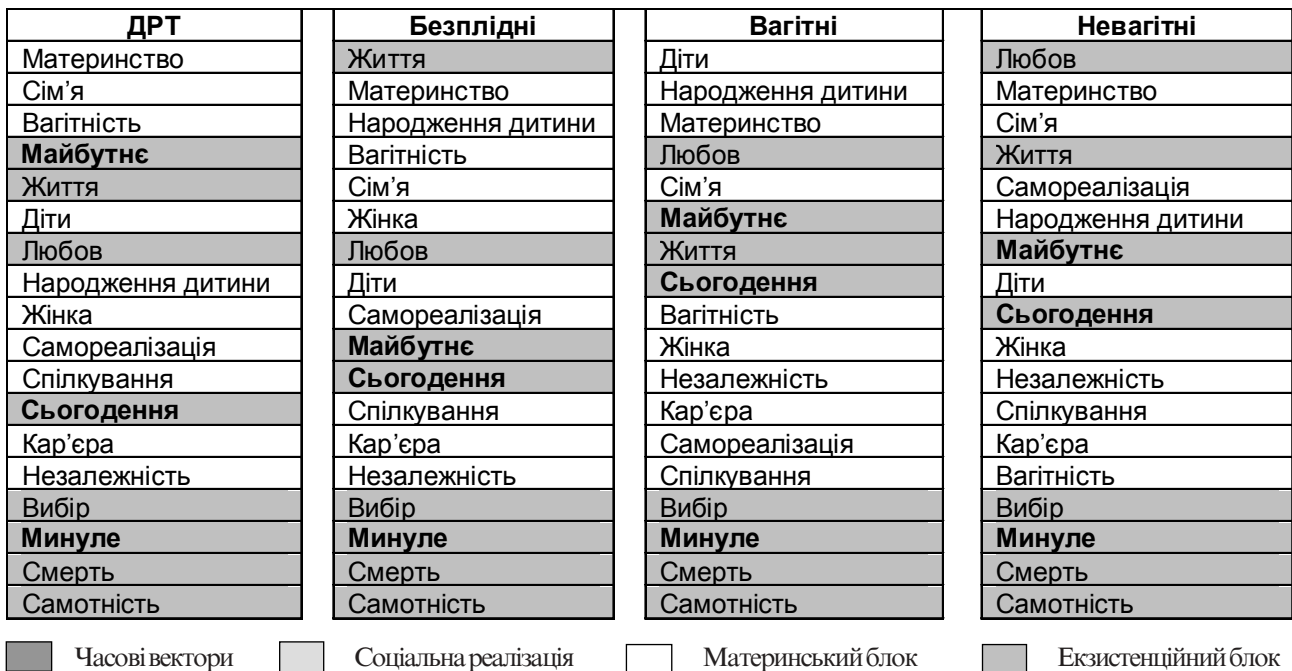 ДРТ Безплідні Вагітні Невагітні
Материнство Життя Діти Любов
Сім’я Материнство Народження дитини Материнство
Вагітність Народження дитини Материнство Сім’я
Майбутнє Вагітність Любов Життя
Життя Сім’я Сім’я Самореалізація
Діти Жінка Майбутнє Народження дитини
Любов Любов Життя Майбутнє
Народження дитини Діти Сьогодення Діти
Жінка Самореалізація Вагітність Сьогодення
Самореалізація Майбутнє Жінка Жінка
Спілкування Сьогодення Незалежність Незалежність
Сьогодення Спілкування Кар’єра Спілкування
Кар’єра Кар’єра Самореалізація Кар’єра
Незалежність Незалежність Спілкування Вагітність
Вибір Вибір Вибір Вибір
Минуле Минуле Минуле Минуле
Смерть Смерть Смерть Смерть
Самотність Самотність Самотність Самотність
Часові вектори Соціальна реалізація Материнський блок Екзистенційний блок